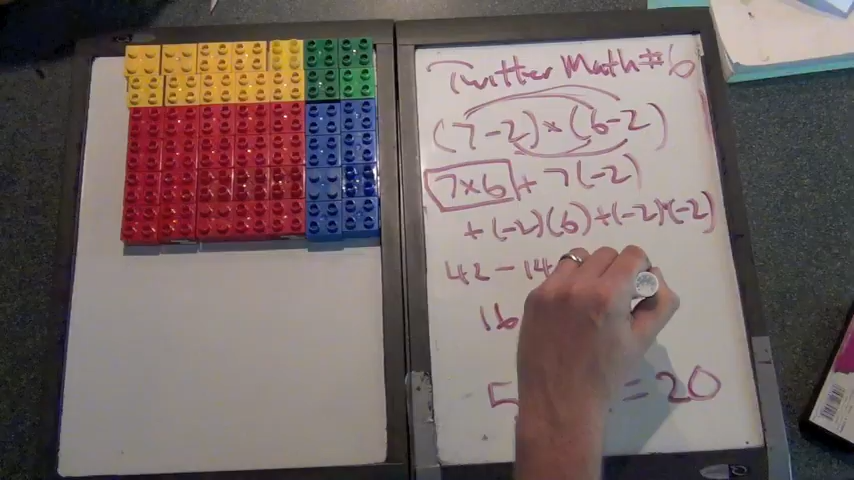 Twitter Math #6
(7-2)×(6-2)
7×6 + 7(-2)
+(-2)(6)+(-2)(-2)
42 - 14
16
5 = 20